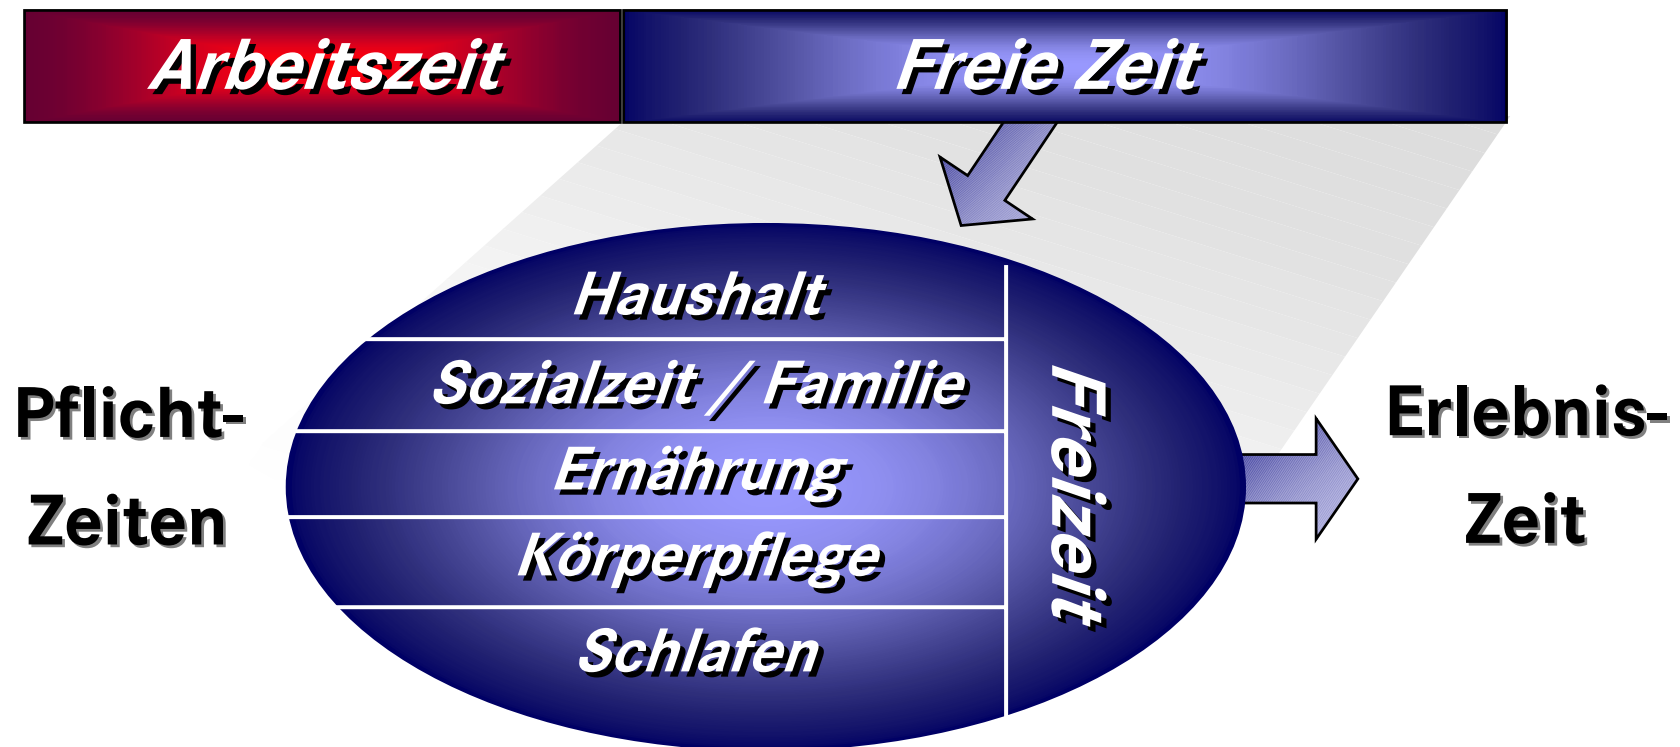 Arbeitszeit
Freie Zeit
Haushalt
Sozialzeit / Familie
Ernährung
Körperpflege
Schlafen
Freizeit
Pflicht-
Zeiten
Erlebnis-
Zeit